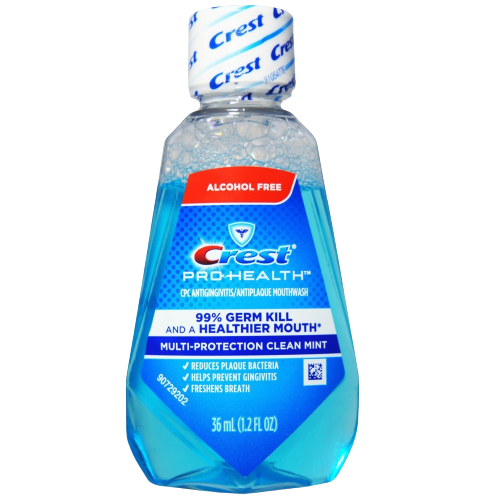 Crest
Crest
Crest
ALCOHOL FREE
Crest
PRO-HEALTH™
CPC ANTIGINGIVITIS/ANTIPLAQUE MOUTHWASH
99% GERM KILL
AND A HEALTHIER MOUTH*
MULTI-PROTECTION CLEAN MINT
✓ REDUCES PLAQUE BACTERIA
✓ HELPS PREVENT GINGIVITIS
✓ FRESHENS BREATH
90729202
36 mL (1.2 FL OZ)